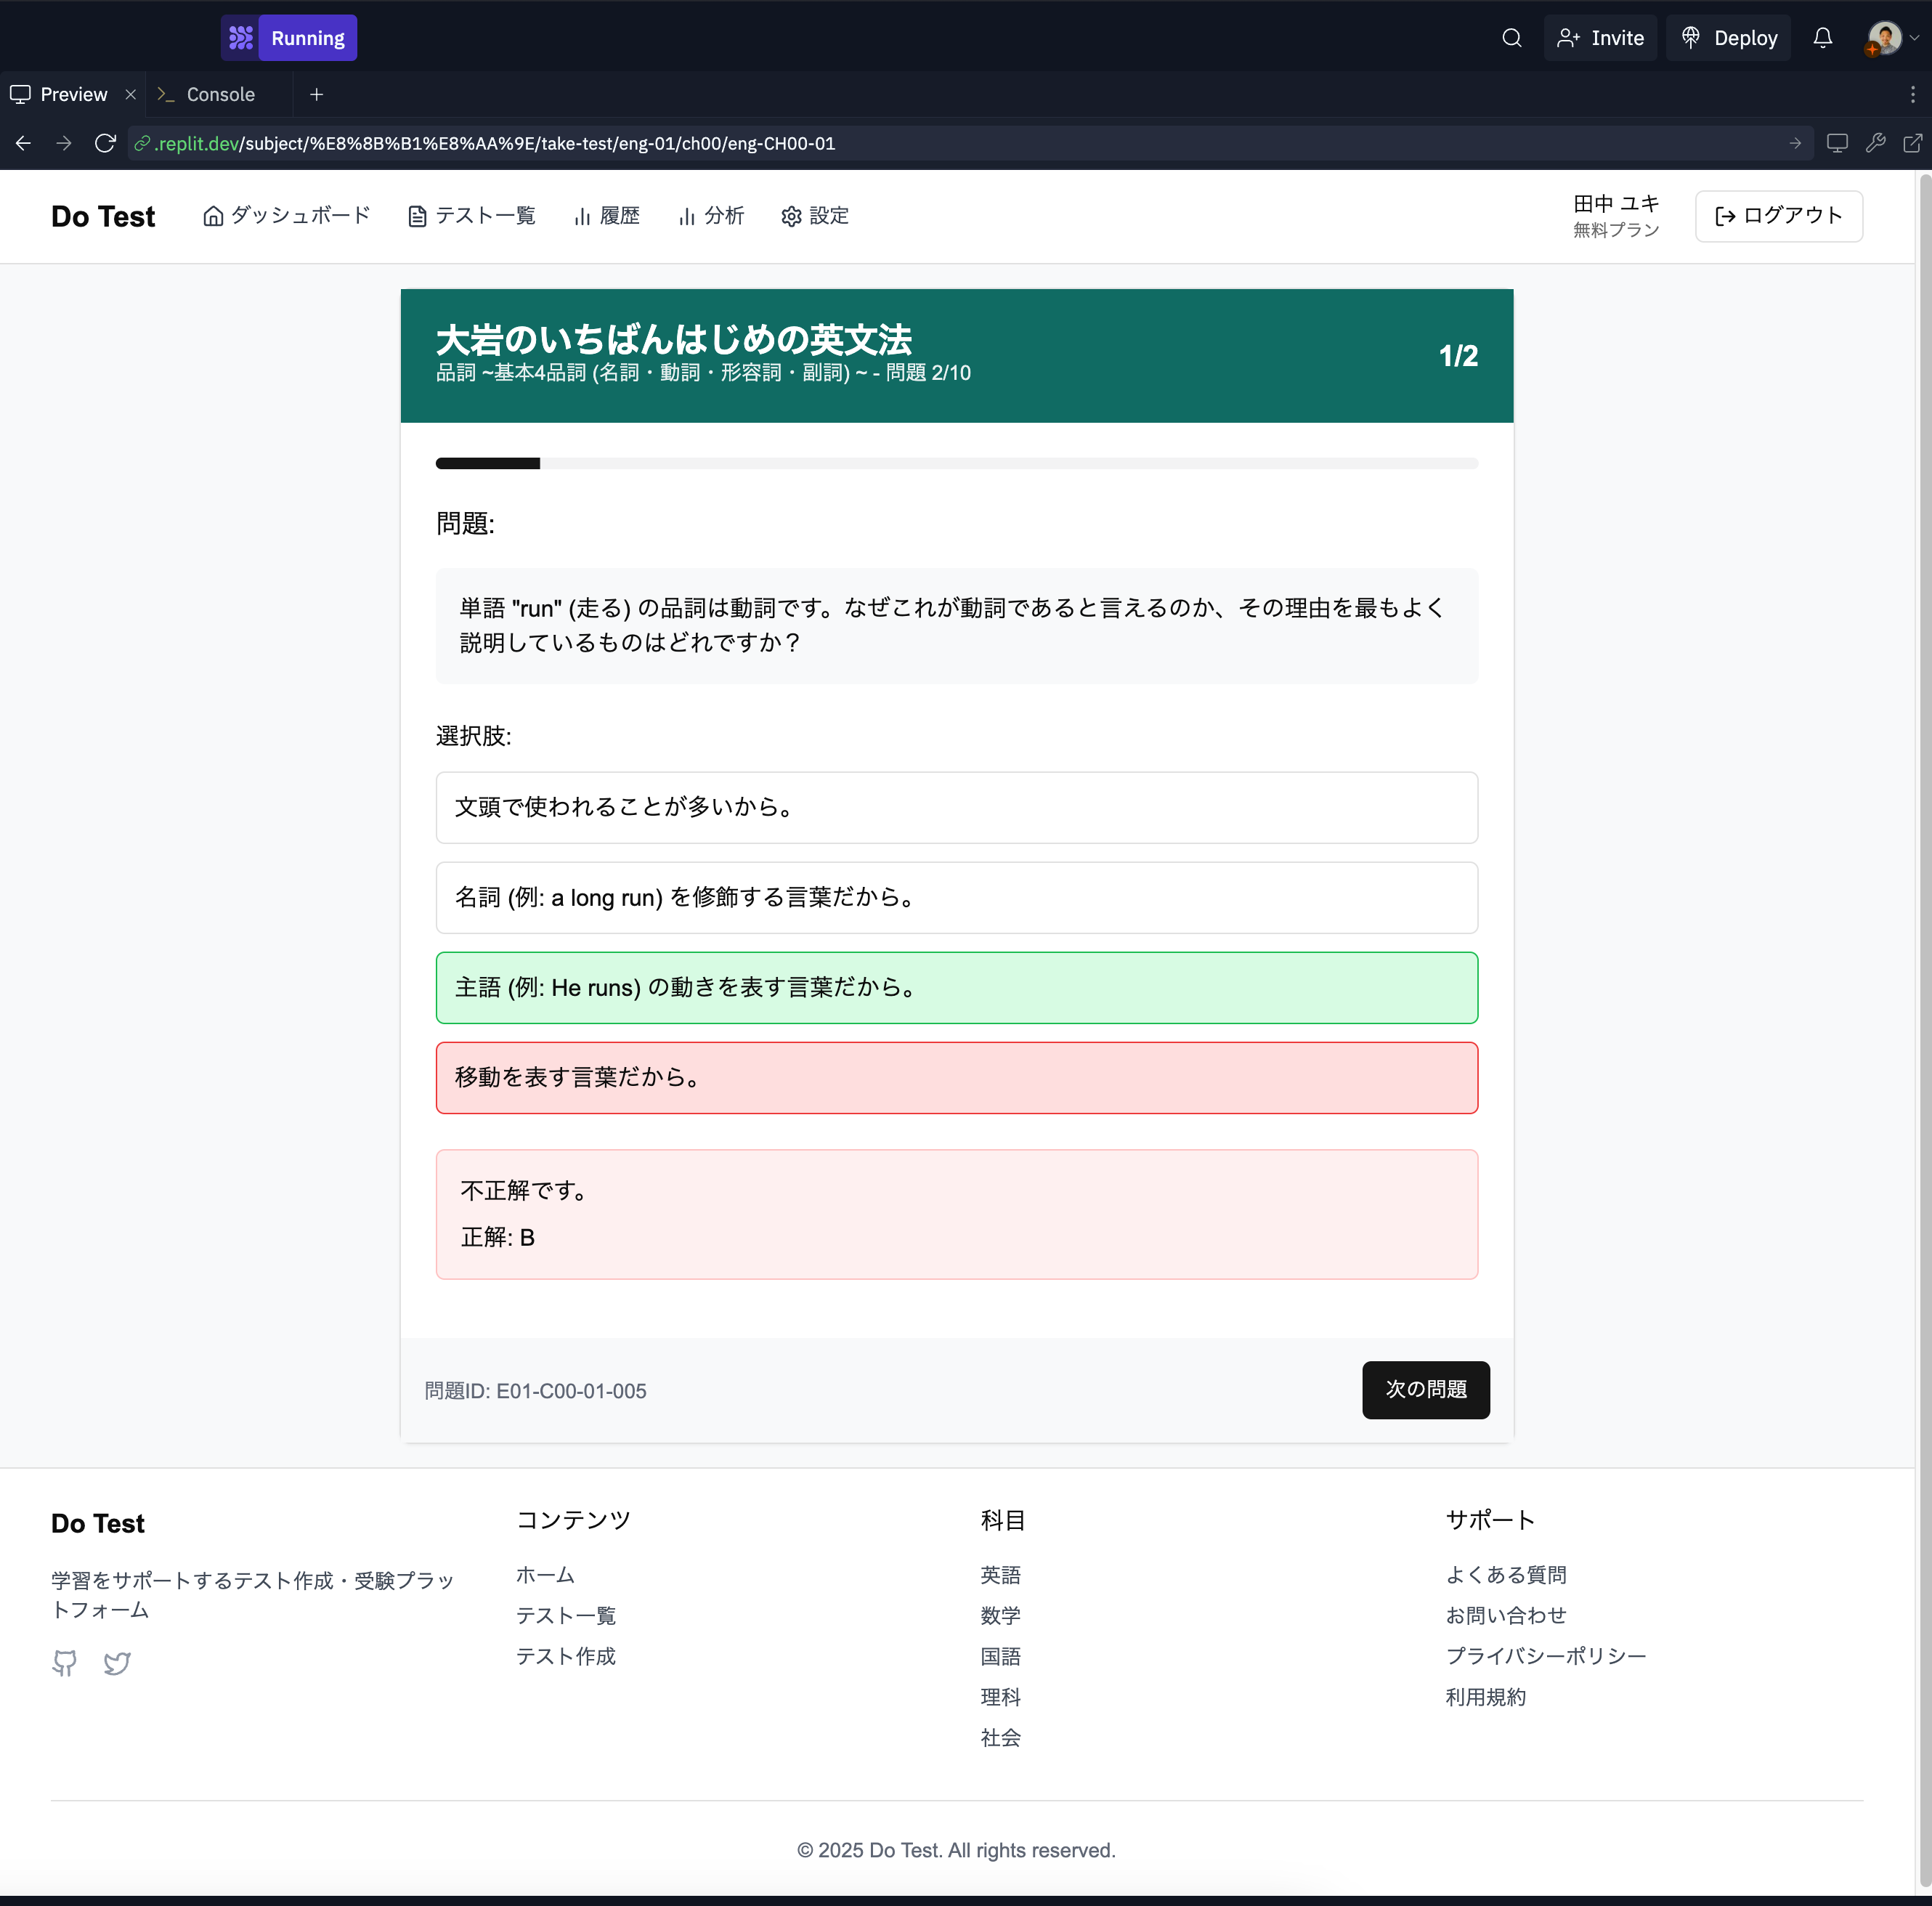 Running
Invite
Deploy
Preview
Console
.replit.dev/subject/%E8%8B%B1%E8%AA%9E/take-test/eng-01/ch00/eng-CH00-01
Do Test
ダッシュボード
テスト一覧
履歴
分析
設定
田中 ユキ
無料プラン
ログアウト
大岩のいちばんはじめの英文法
品詞 ~基本4品詞 (名詞・動詞・形容詞・副詞) ~ - 問題 2/10
1/2
問題:
単語 "run" (走る) の品詞は動詞です。なぜこれが動詞であると言えるのか、その理由を最もよく
説明しているものはどれですか？
選択肢:
文頭で使われることが多いから。
名詞 (例: a long run) を修飾する言葉だから。
主語 (例: He runs) の動きを表す言葉だから。
移動を表す言葉だから。
不正解です。
正解: B
問題ID: E01-C00-01-005
次の問題
Do Test
学習をサポートするテスト作成・受験プラッ
トフォーム
コンテンツ
ホーム
テスト一覧
テスト作成
科目
英語
数学
国語
理科
社会
サポート
よくある質問
お問い合わせ
プライバシーポリシー
利用規約
© 2025 Do Test. All rights reserved.